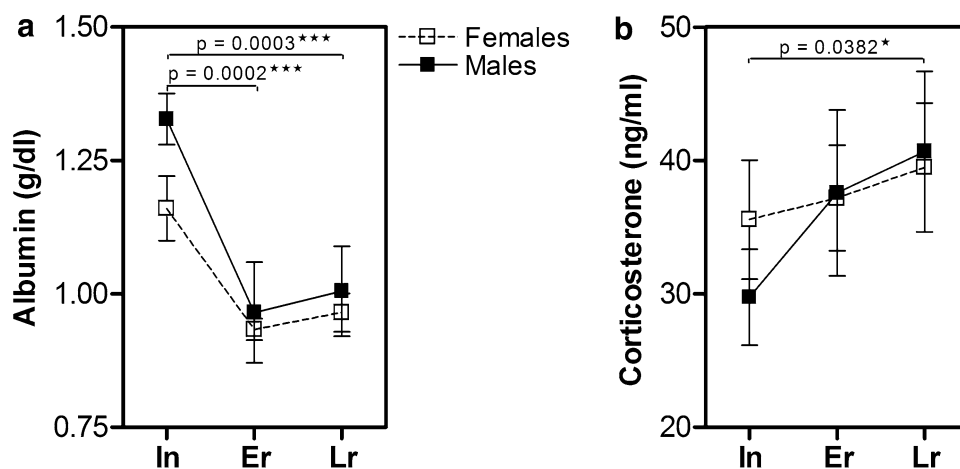 a
1.50
1.25
1.00
0.75
Albumin (g/dl)
p = 0.0003★★★
p = 0.0002★★★
In Er Lr
Females
Males
b
50
40
30
20
Corticosterone (ng/ml)
p = 0.0382★
In Er Lr